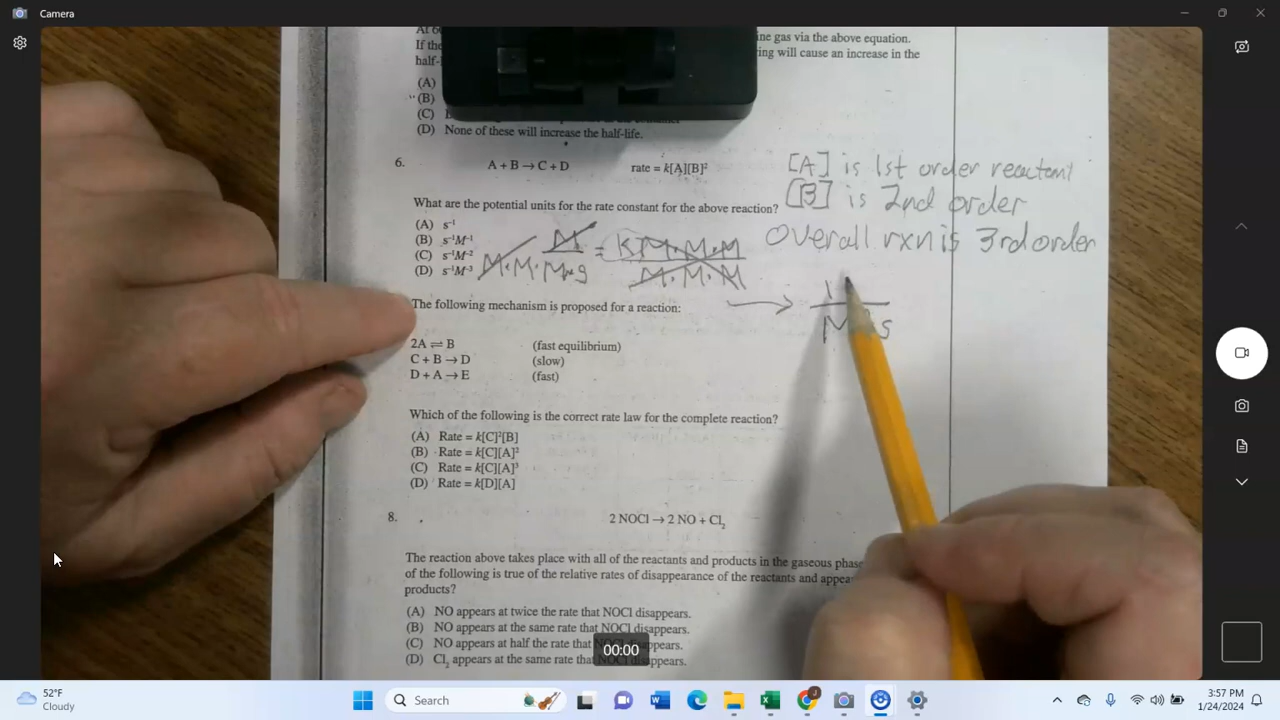 Camera
ine gas via the above equation.
If the
ing will cause an increase in the
half-l
(A)
(B)
(C)
(D) None of these will increase the half-life.
6. A + B → C + D rate = k[A][B]²
What are the potential units for the rate constant for the above reaction?
(A) s⁻¹
(B) s⁻¹M⁻¹
(C) s⁻¹M⁻²
(D) s⁻¹M⁻³
M = K M·M·M
M·M·M·s M·M·M
[A] is 1st order reactant
[B] is 2nd order
Overall rxn is 3rd order
The following mechanism is proposed for a reaction:
2A ⇌ B (fast equilibrium)
C + B → D (slow)
D + A → E (fast)
Which of the following is the correct rate law for the complete reaction?
(A) Rate = k[C]²[B]
(B) Rate = k[C][A]²
(C) Rate = k[C][A]³
(D) Rate = k[D][A]
8. 2 NOCl → 2 NO + Cl₂
The reaction above takes place with all of the reactants and products in the gaseous phase
of the following is true of the relative rates of disappearance of the reactants and appea
products?
(A) NO appears at twice the rate that NOCl disappears.
(B) NO appears at the same rate that NOCl disappears.
(C) NO appears at half the rate that
(D) Cl₂ appears at the same rate that
00:00
52°F
Cloudy
Search
3:57 PM
1/24/2024